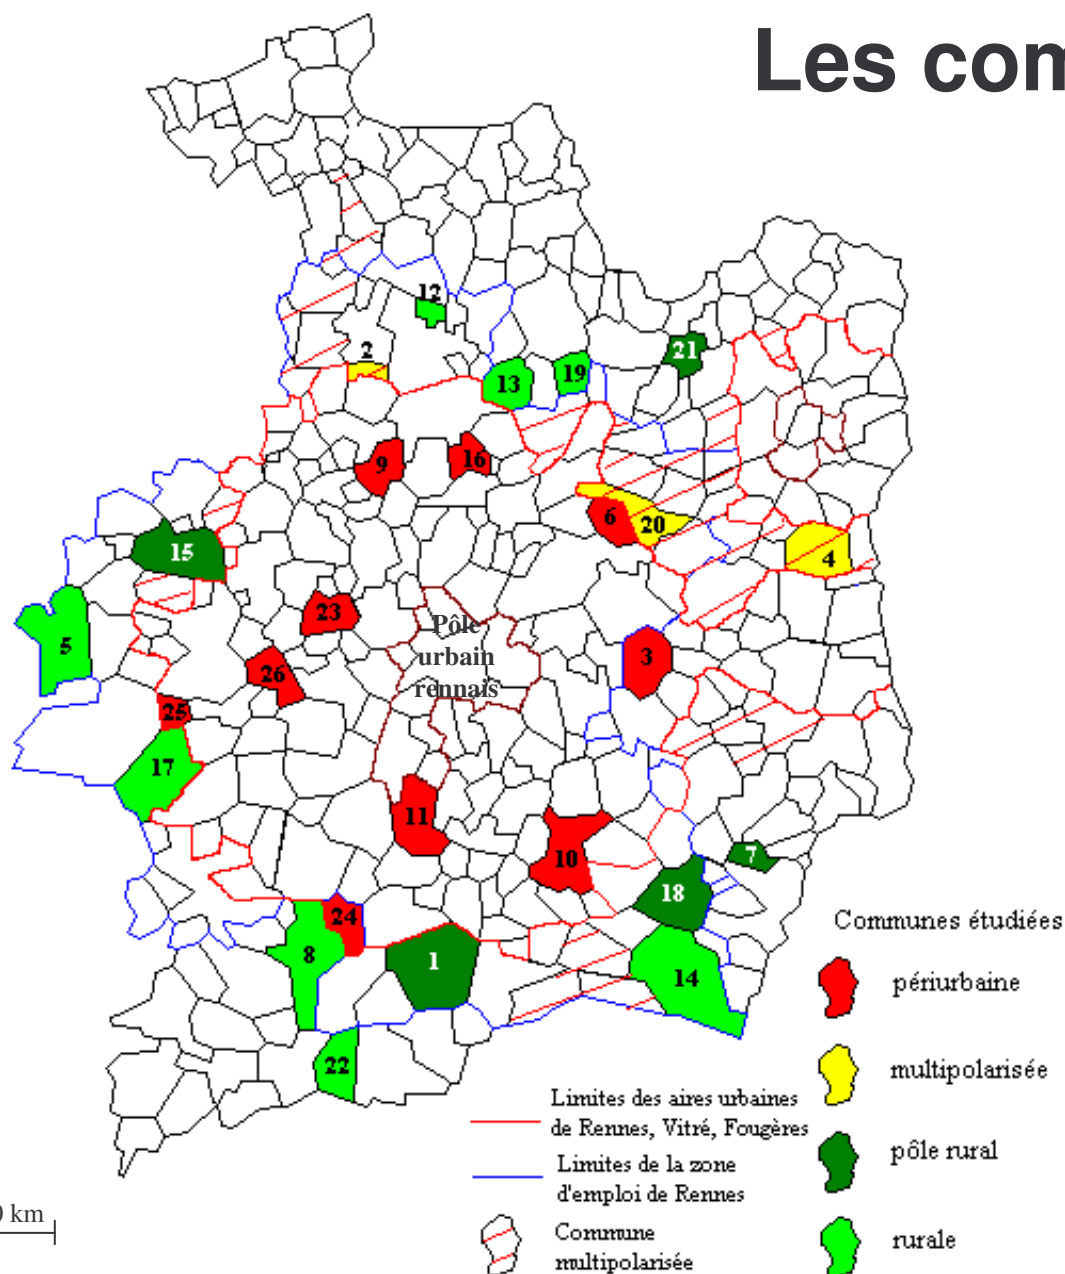 Les com
12
2
21
13
19
9
16
6
20
4
15
23
5
Pôle
urbain
rennais
3
26
25
17
11
10
7
18
24
8
1
14
22
Communes étudiées
périurbaine
multipolarisée
pôle rural
rurale
Limites des aires urbaines
de Rennes, Vitré, Fougères
Limites de la zone
d'emploi de Rennes
Commune
multipolarisée
km